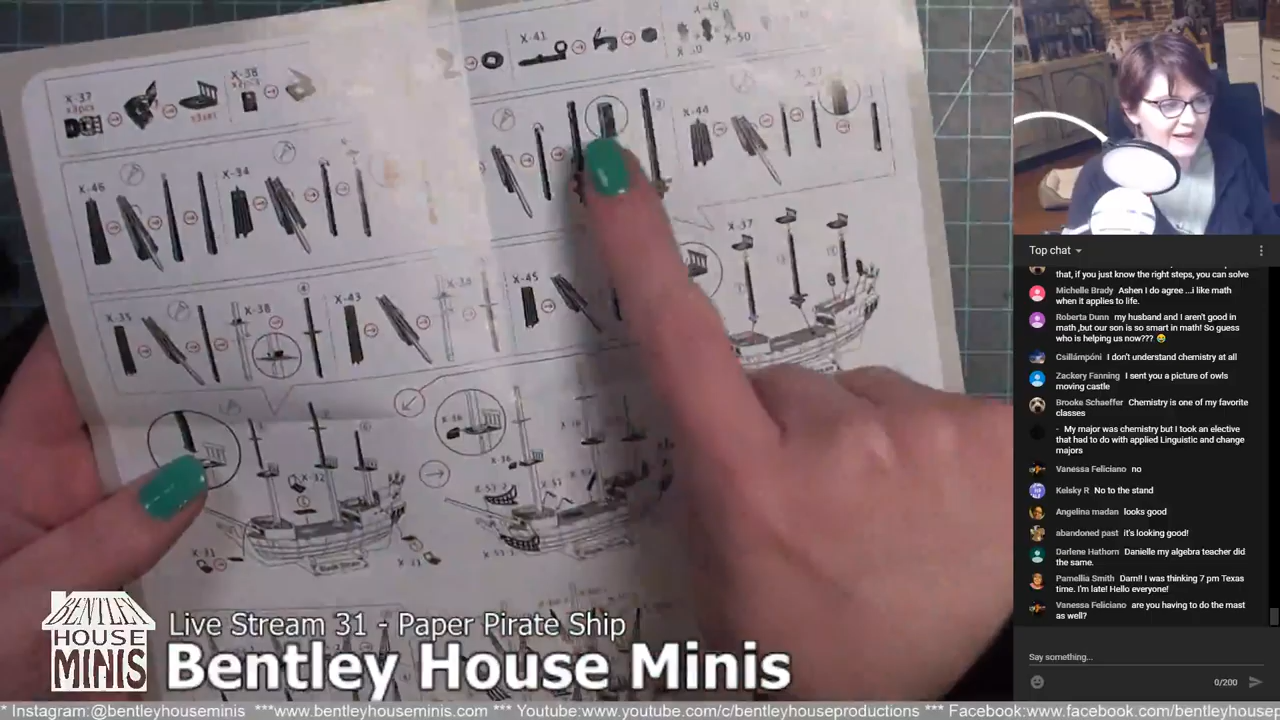 X-37
x3pcs
x3set
X-38
X-41
X-49
X-50
X-46
X-34
X-44
X-37
X-35
X-38
X-43
X-45
X-37
X-32
X-31
X-36
X-36
BENTLEY
HOUSE
MINIS
Live Stream 31 - Paper Pirate Ship
Bentley House Minis
Top chat
that, if you just know the right steps, you can solve
Michelle Brady Ashen I do agree ...i like math
when it applies to life.
Roberta Dunn my husband and I aren't good in
math ,but our son is so smart in math! So guess
who is helping us now??? 😂
Csillámpóni I don't understand chemistry at all
Zackery Fanning I sent you a picture of owls
moving castle
Brooke Schaeffer Chemistry is one of my favorite
classes
- My major was chemistry but I took an elective
that had to do with applied Linguistic and change
majors
Vanessa Feliciano no
Kelsky R No to the stand
Angelina madan looks good
abandoned past it's looking good!
Darlene Hathorn Danielle my algebra teacher did
the same.
Pamellia Smith Darn!! I was thinking 7 pm Texas
time. I'm late! Hello everyone!
Vanessa Feliciano are you having to do the mast
as well?
Say something...
0/200
* Instagram:@bentleyhouseminis ***www.bentleyhouseminis.com *** Youtube:www.youtube.com/c/bentleyhouseproductions *** Facebook:www.facebook.com/bentleyhouser